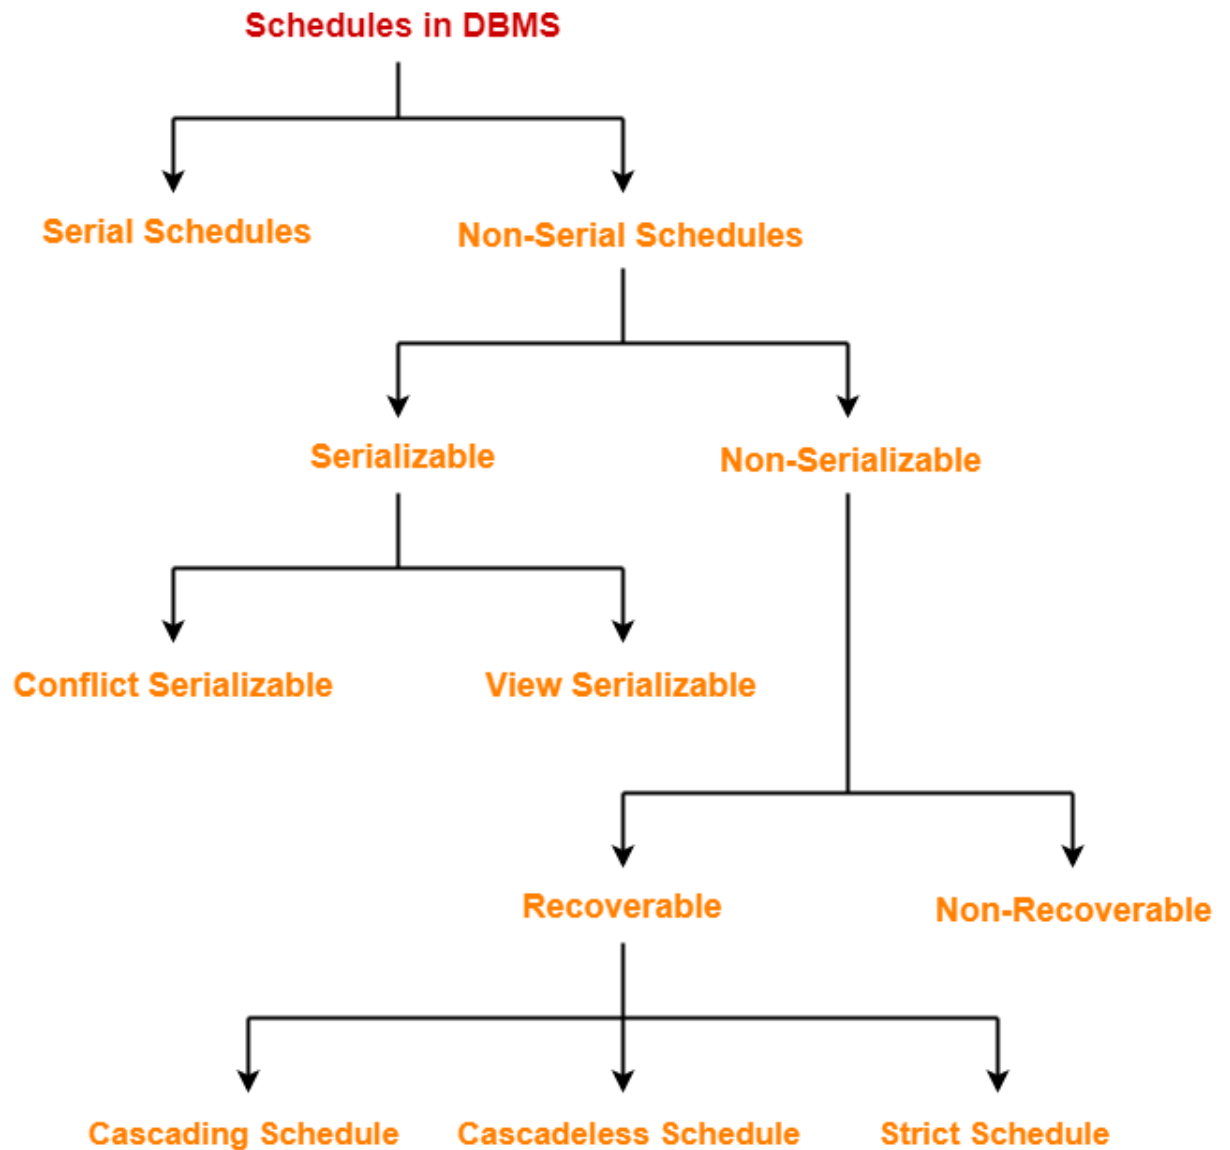 Schedules in DBMS
Serial Schedules
Non-Serial Schedules
Serializable
Non-Serializable
Conflict Serializable
View Serializable
Recoverable
Non-Recoverable
Cascading Schedule
Cascadeless Schedule
Strict Schedule